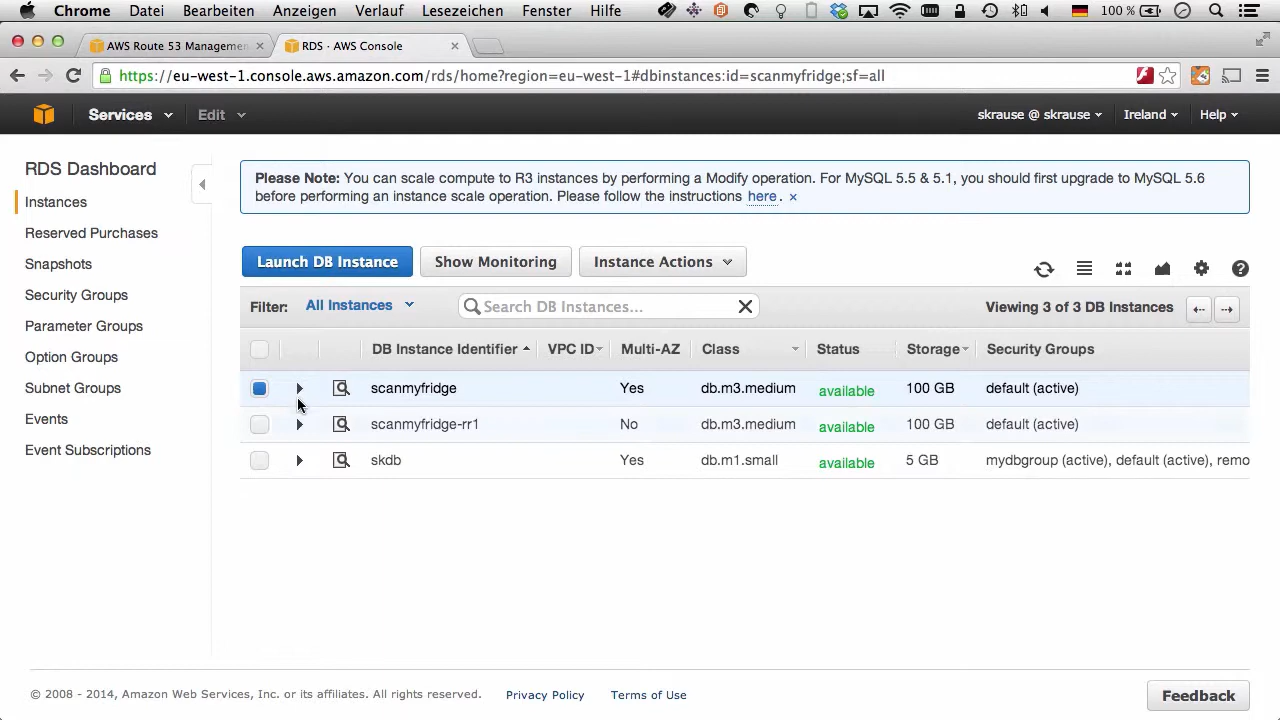 Chrome Datei Bearbeiten Anzeigen Verlauf Lesezeichen Fenster Hilfe 100 %
AWS Route 53 Managemen × RDS · AWS Console ×
https://eu-west-1.console.aws.amazon.com/rds/home?region=eu-west-1#dbinstances:id=scanmyfridge;sf=all
Services Edit skrause @ skrause Ireland Help
RDS Dashboard
Instances
Reserved Purchases
Snapshots
Security Groups
Parameter Groups
Option Groups
Subnet Groups
Events
Event Subscriptions
Please Note: You can scale compute to R3 instances by performing a Modify operation. For MySQL 5.5 & 5.1, you should first upgrade to MySQL 5.6
before performing an instance scale operation. Please follow the instructions here. ×
Launch DB Instance Show Monitoring Instance Actions
Filter: All Instances Search DB Instances... Viewing 3 of 3 DB Instances
DB Instance Identifier VPC ID Multi-AZ Class Status Storage Security Groups
scanmyfridge Yes db.m3.medium available 100 GB default (active)
scanmyfridge-rr1 No db.m3.medium available 100 GB default (active)
skdb Yes db.m1.small available 5 GB mydbgroup (active), default (active), remo
© 2008 - 2014, Amazon Web Services, Inc. or its affiliates. All rights reserved. Privacy Policy Terms of Use Feedback